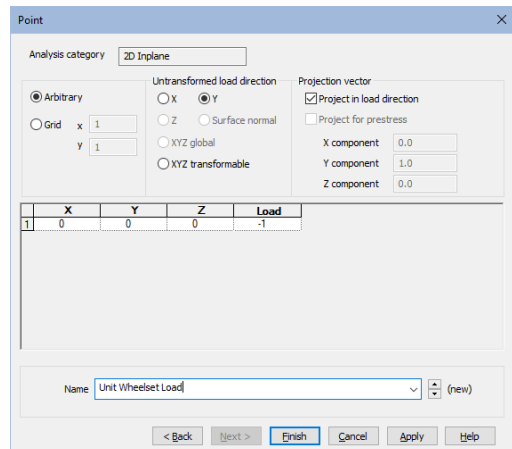 Point
Analysis category 2D Inplane
Untransformed load direction Projection vector
Arbitrary X Y Project in load direction
Grid x 1 Z Surface normal Project for prestress
y 1 XYZ global X component 0.0
XYZ transformable Y component 1.0
Z component 0.0
X Y Z Load
1 0 0 0 -1
Name Unit Wheelset Load (new)
< Back Next > Finish Cancel Apply Help